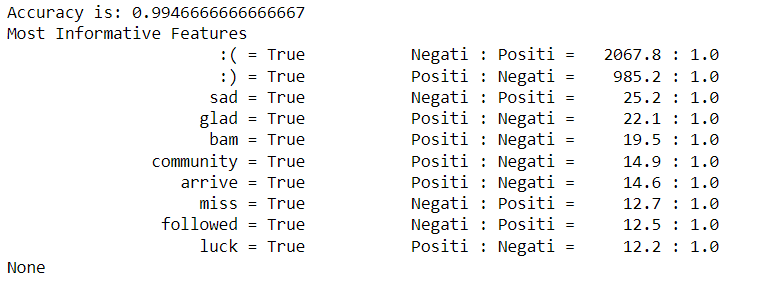 Accuracy is: 0.9946666666666667
Most Informative Features
:( = True Negati : Positi = 2067.8 : 1.0
:) = True Positi : Negati = 985.2 : 1.0
sad = True Negati : Positi = 25.2 : 1.0
glad = True Positi : Negati = 22.1 : 1.0
bam = True Positi : Negati = 19.5 : 1.0
community = True Positi : Negati = 14.9 : 1.0
arrive = True Positi : Negati = 14.6 : 1.0
miss = True Negati : Positi = 12.7 : 1.0
followed = True Negati : Positi = 12.5 : 1.0
luck = True Positi : Negati = 12.2 : 1.0
None